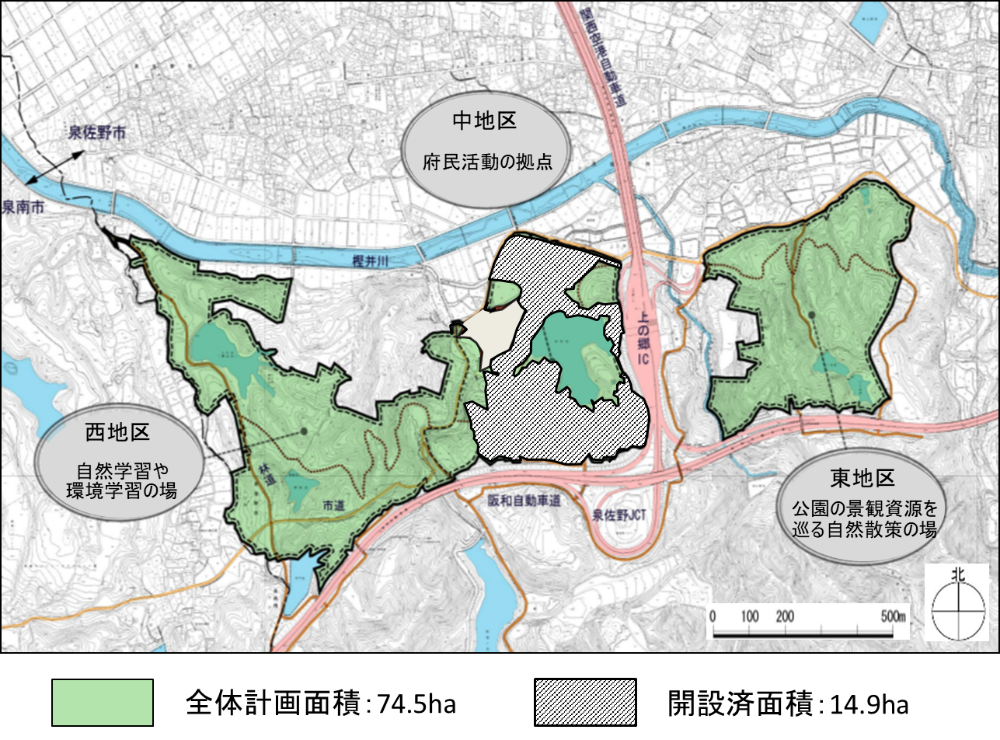 関西空港自動車道
中地区
府民活動の拠点
泉佐野市
泉南市
樫井川
上の郷IC
西地区
自然学習や
環境学習の場
林道
市道
阪和自動車道
泉佐野JCT
東地区
公園の景観資源を
巡る自然散策の場
北
0 100 200 500m
全体計画面積：74.5ha
開設済面積：14.9ha